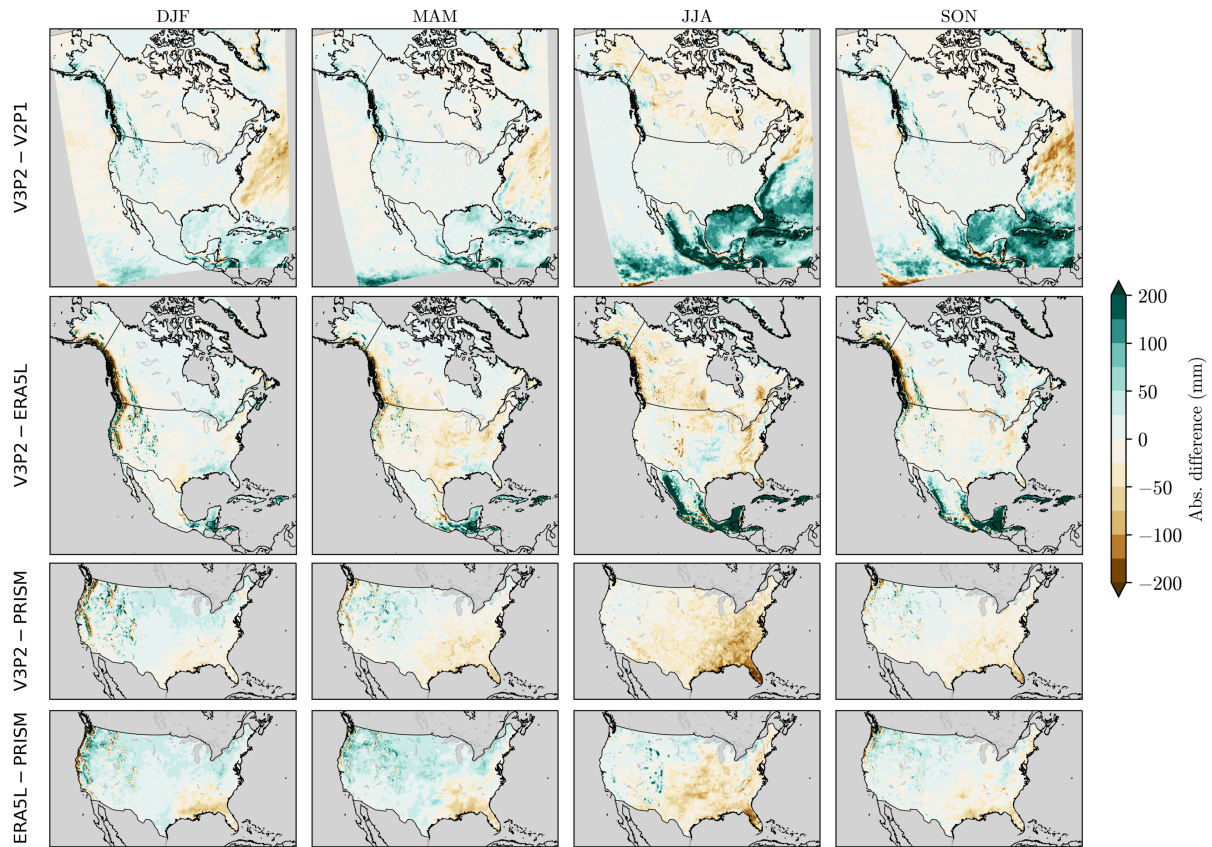 DJF MAM JJA SON
V3P2 − V2P1
V3P2 − ERA5L
V3P2 − PRISM
ERA5L − PRISM
200
100
50
0
−50
−100
−200
Abs. difference (mm)